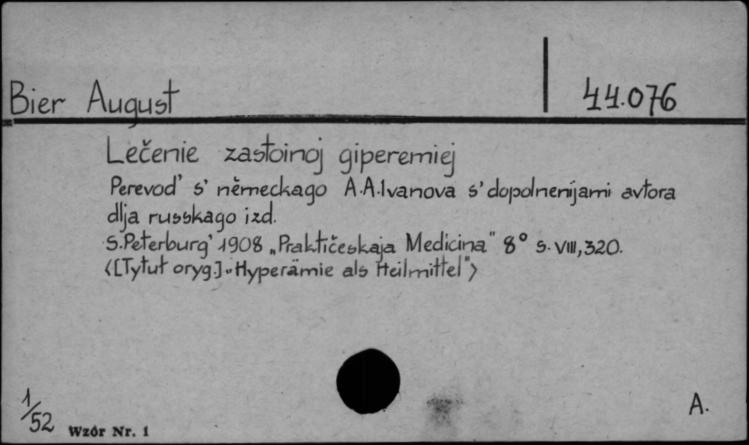 Bier August
44.076
Lečenie zastoinoj giperemiej
Perevod' s' německago A.A.Ivanova s' dopolnenijami avtora
dlja russkago izd.
S.Peterburg' 1908 „Praktičeskaja Medicina" 8° s. VIII, 320.
<[Tytuł oryg.] „Hyperämie als Heilmittel">
1/52
Wzór Nr. 1
A.